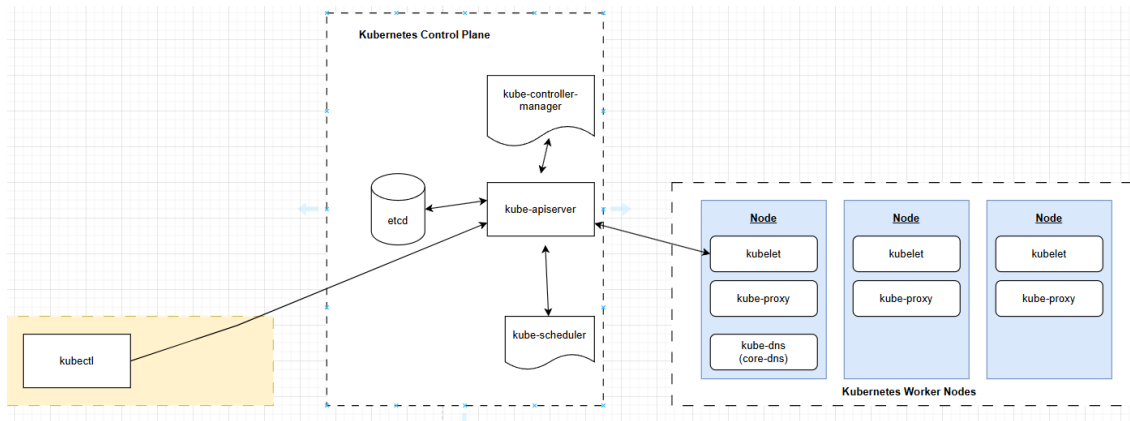 Kubernetes Control Plane
kube-controller-
manager
etcd
kube-apiserver
kube-scheduler
kubectl
Node
kubelet
kube-proxy
kube-dns
(core-dns)
Node
kubelet
kube-proxy
Node
kubelet
kube-proxy
Kubernetes Worker Nodes